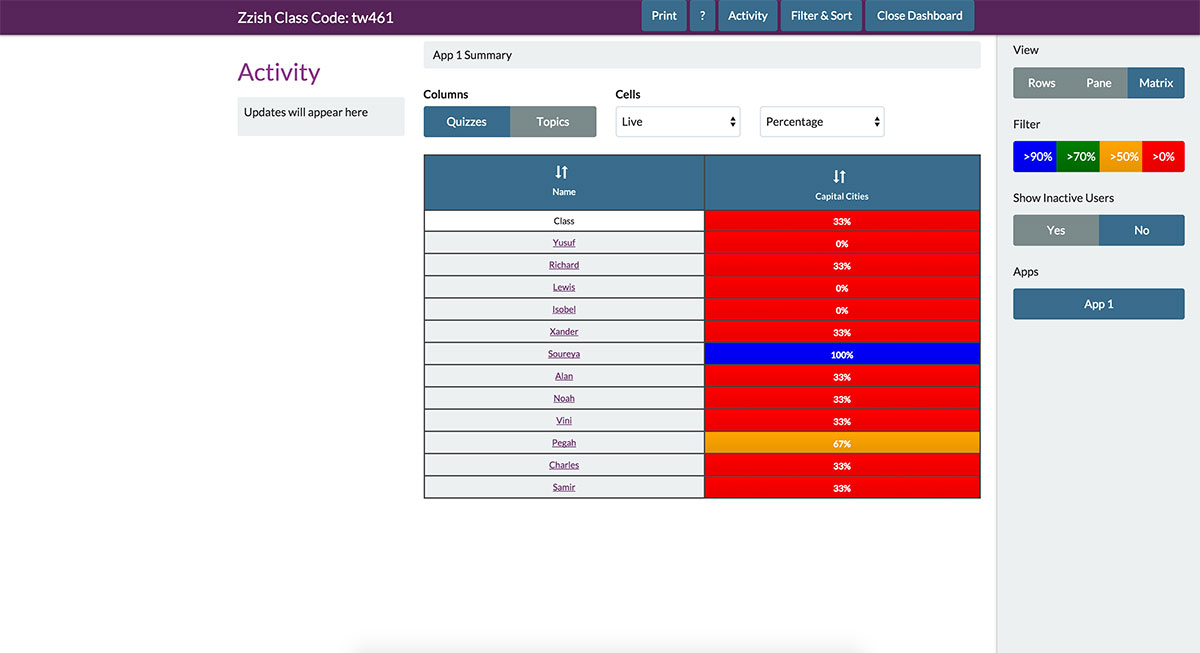 Zzish Class Code: tw461
Print ? Activity Filter & Sort Close Dashboard
Activity
Updates will appear here
App 1 Summary
Columns Cells
Quizzes Topics Live Percentage
Name Capital Cities
Class 33%
Yusuf 0%
Richard 33%
Lewis 0%
Isobel 0%
Xander 33%
Soureya 100%
Alan 33%
Noah 33%
Vini 33%
Pegah 67%
Charles 33%
Samir 33%
View
Rows Pane Matrix
Filter
>90% >70% >50% >0%
Show Inactive Users
Yes No
Apps
App 1